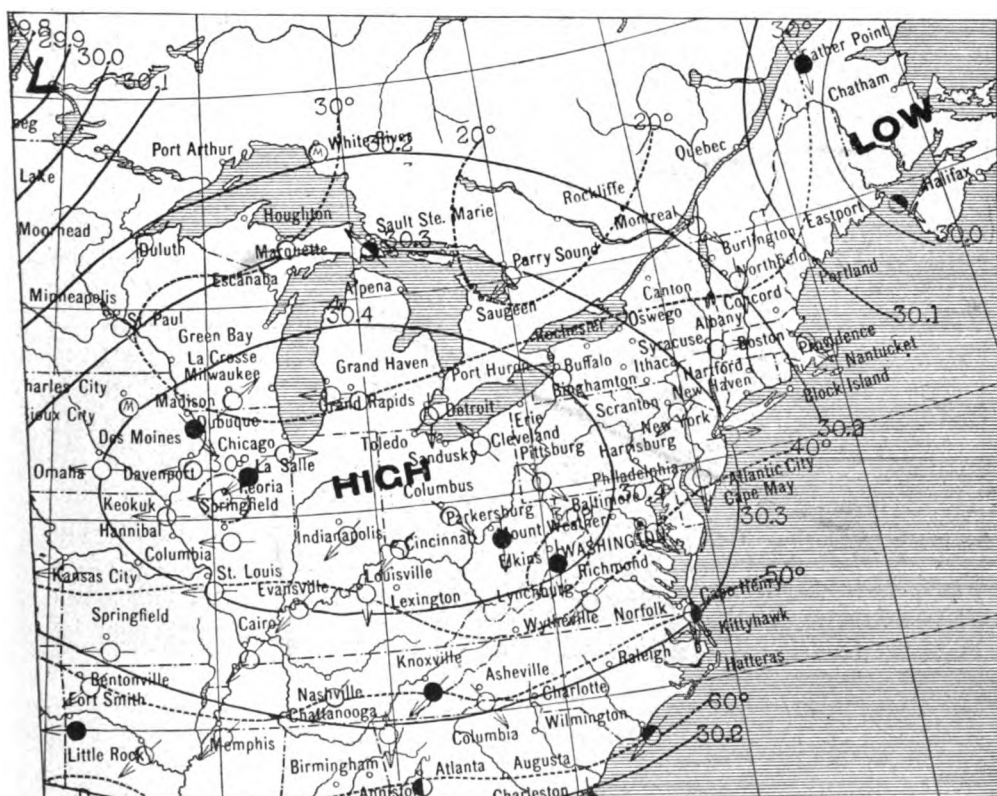 29.9
30.0
30.1
L
30°
Father Point
Chatham
LOW
30°
White River
30.2
20°
20°
Port Arthur
Quebec
Halifax
Lake
Rockliffe
Moorhead
Houghton
Sault Ste. Marie
Montreal
Eastport
30.0
Duluth
Marquette
30.3
Parry Sound
Burlington
Northfield
Portland
Escanaba
Alpena
Minneapolis
St. Paul
30.4
Saugeen
Canton
Concord
30.1
Green Bay
Rochester
Oswego
Albany
La Crosse
Grand Haven
Syracuse
Boston
Providence
Nantucket
Milwaukee
Port Huron
Buffalo
Ithaca
Hartford
Block Island
Charles City
Madison
Grand Rapids
Detroit
Binghamton
New Haven
Sioux City
Dubuque
Erie
Scranton
New York
Des Moines
Chicago
Toledo
Cleveland
Harrisburg
40°
Omaha
Davenport
30°
La Salle
HIGH
Sandusky
Pittsburg
Philadelphia
Atlantic City
Peoria
Columbus
Baltimore
30.4
Cape May
Keokuk
Springfield
Parkersburg
Mount Weather
30.3
Hannibal
Indianapolis
Cincinnati
Elkins
WASHINGTON
Columbia
Richmond
Kansas City
St. Louis
Louisville
50°
Evansville
Lexington
Lynchburg
Cape Henry
Springfield
Cairo
Wytheville
Norfolk
Kittyhawk
Knoxville
Raleigh
Hatteras
Bentonville
Nashville
Asheville
Fort Smith
Chattanooga
Charlotte
60°
Wilmington
30.2
Little Rock
Memphis
Columbia
Birmingham
Atlanta
Augusta
Anniston
Charleston